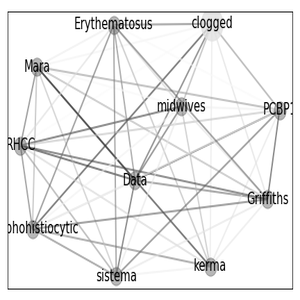 Erythematosus
clogged
Mara
midwives
PCBP1
RHCC
Data
Griffiths
phohistiocytic
kerma
sistema